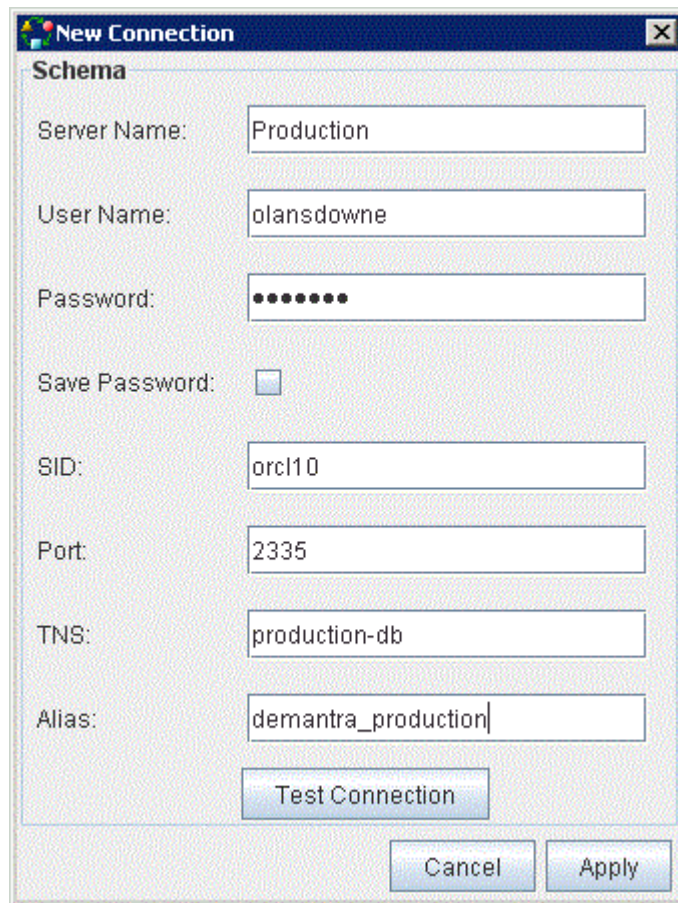 New Connection
Schema
Server Name: Production
User Name: olansdowne
Password: •••••••
Save Password:
SID: orcl10
Port: 2335
TNS: production-db
Alias: demantra_production
Test Connection
Cancel Apply